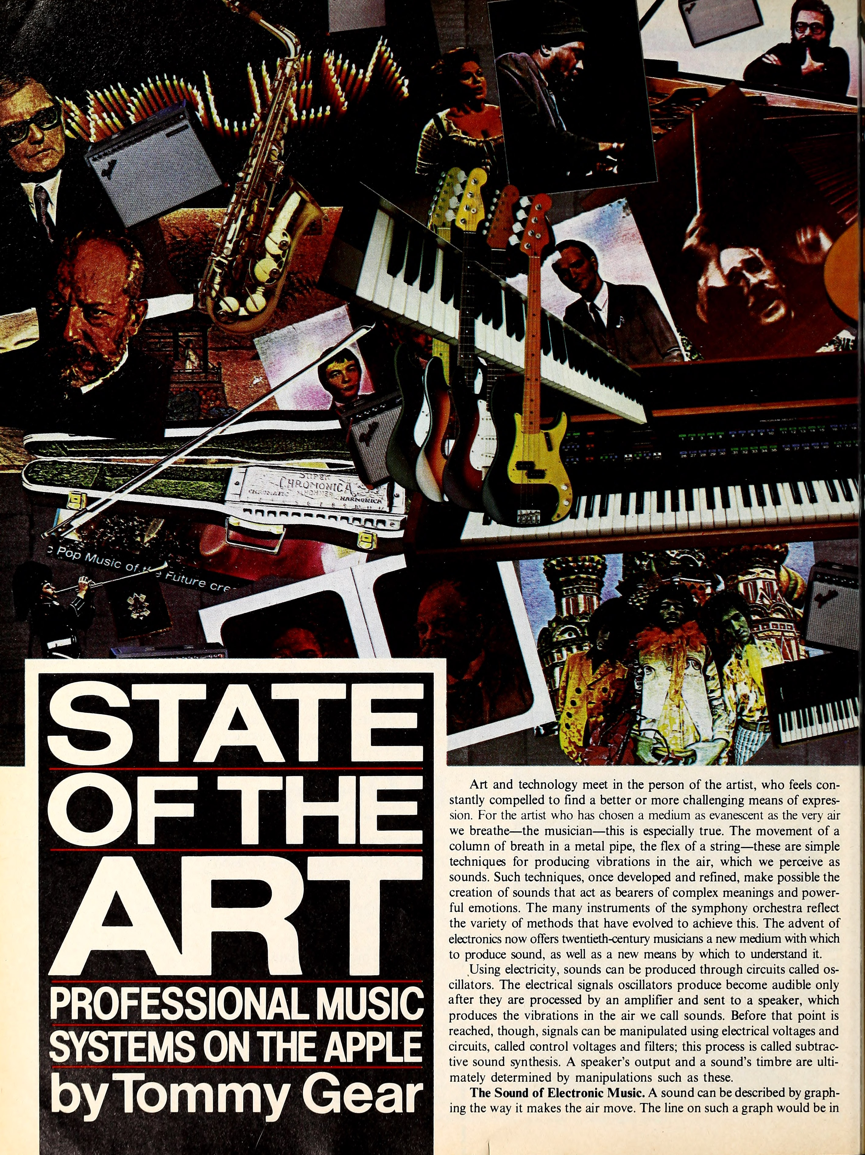 SUPER
CHROMONICA
CHROMATIC
HARMONICA
c Pop Music of the Future cre
STATE
OF THE
ART
PROFESSIONAL MUSIC
SYSTEMS ON THE APPLE
by Tommy Gear
Art and technology meet in the person of the artist, who feels con-
stantly compelled to find a better or more challenging means of expres-
sion. For the artist who has chosen a medium as evanescent as the very air
we breathe—the musician—this is especially true. The movement of a
column of breath in a metal pipe, the flex of a string—these are simple
techniques for producing vibrations in the air, which we perceive as
sounds. Such techniques, once developed and refined, make possible the
creation of sounds that act as bearers of complex meanings and power-
ful emotions. The many instruments of the symphony orchestra reflect
the variety of methods that have evolved to achieve this. The advent of
electronics now offers twentieth-century musicians a new medium with which
to produce sound, as well as a new means by which to understand it.
Using electricity, sounds can be produced through circuits called os-
cillators. The electrical signals oscillators produce become audible only
after they are processed by an amplifier and sent to a speaker, which
produces the vibrations in the air we call sounds. Before that point is
reached, though, signals can be manipulated using electrical voltages and
circuits, called control voltages and filters; this process is called subtrac-
tive sound synthesis. A speaker's output and a sound's timbre are ulti-
mately determined by manipulations such as these.
The Sound of Electronic Music. A sound can be described by graph-
ing the way it makes the air move. The line on such a graph would be in